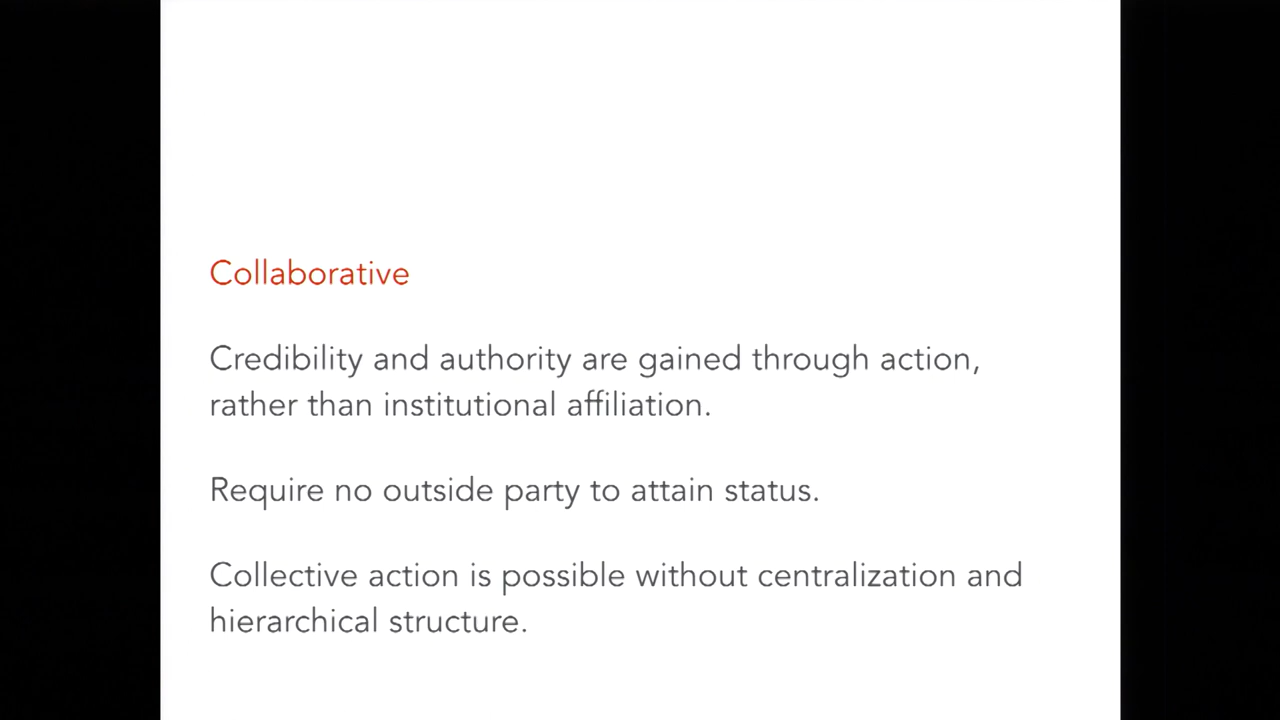 Collaborative
Credibility and authority are gained through action,
rather than institutional affiliation.
Require no outside party to attain status.
Collective action is possible without centralization and
hierarchical structure.